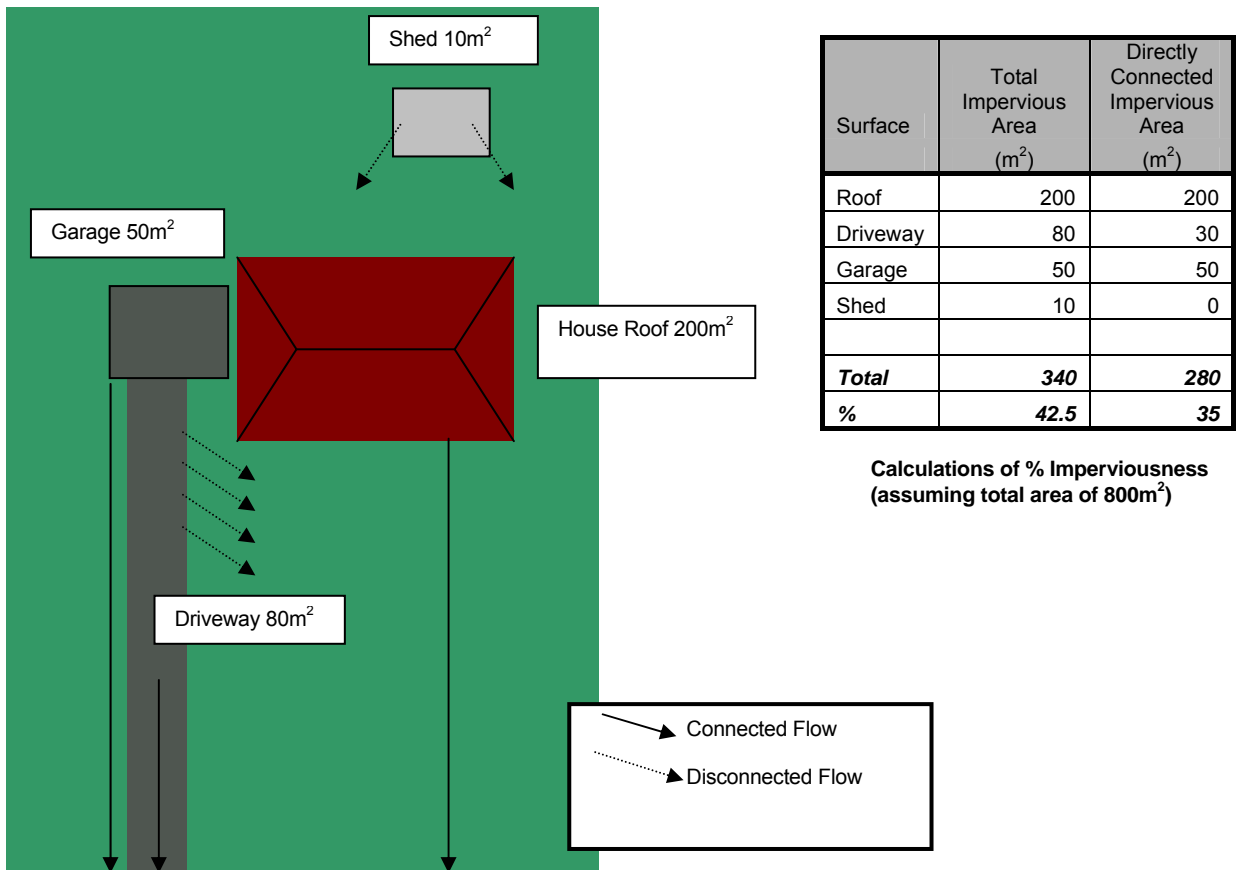 Shed 10m²
Garage 50m²
House Roof 200m²
Driveway 80m²
Connected Flow
Disconnected Flow
Surface Total Impervious Area (m²) Directly Connected Impervious Area (m²)
Roof 200 200
Driveway 80 30
Garage 50 50
Shed 10 0
Total 340 280
% 42.5 35
Calculations of % Imperviousness
(assuming total area of 800m²)